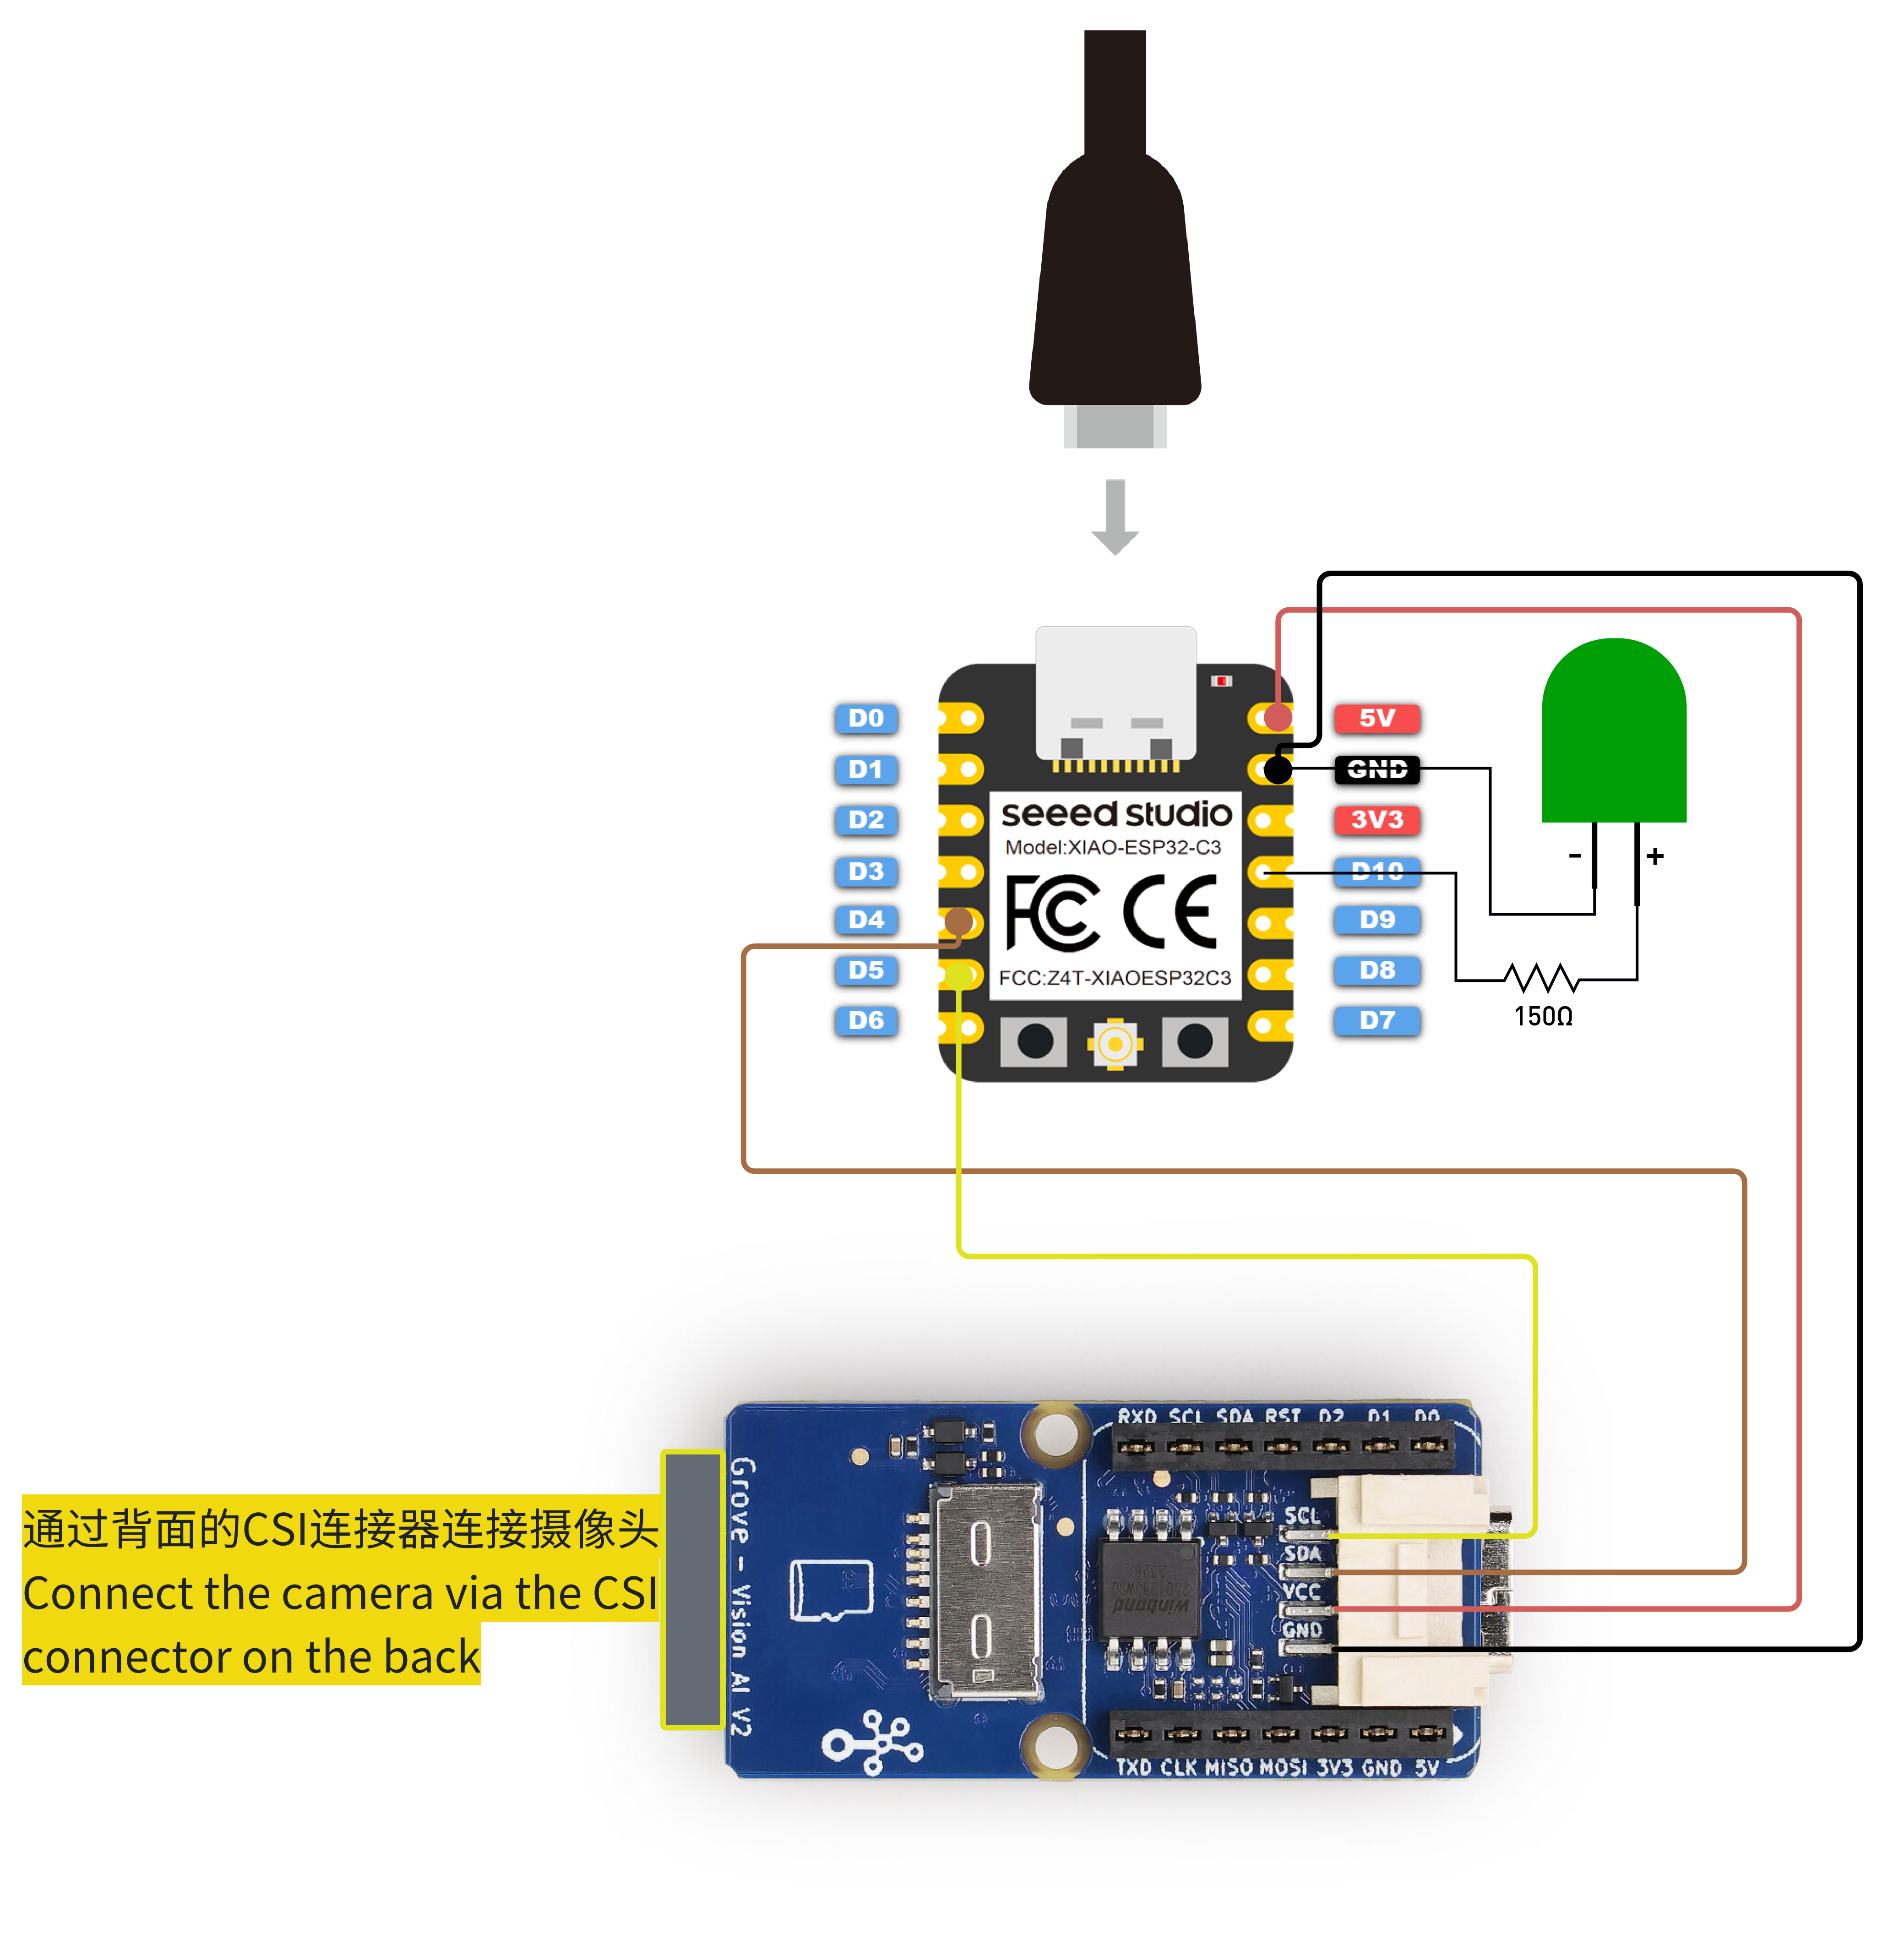 D0
D1
D2
D3
D4
D5
D6
5V
GND
3V3
D10
D9
D8
D7
seeed studio
Model:XIAO-ESP32-C3
FCC:Z4T-XIAOESP32C3
- +
150Ω
通过背面的CSI连接器连接摄像头
Connect the camera via the CSI
connector on the back
Grove - Vision AI V2
RXD SCL SDA RST D2 D1 D0
SCL
SDA
VCC
GND
winbond
TXD CLK MISO MOSI 3V3 GND 5V